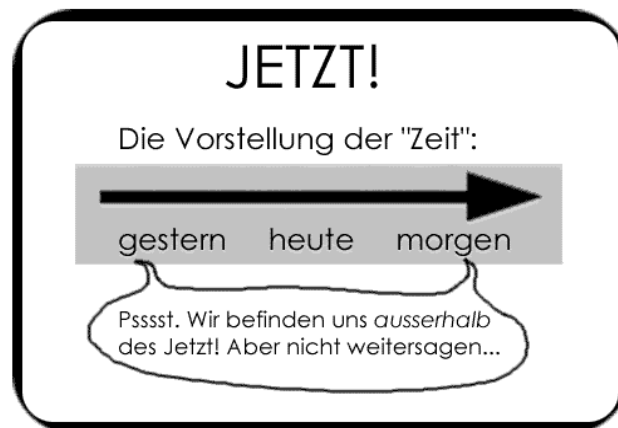 JETZT!
Die Vorstellung der "Zeit":
gestern heute morgen
Psssst. Wir befinden uns ausserhalb
des Jetzt! Aber nicht weitersagen...